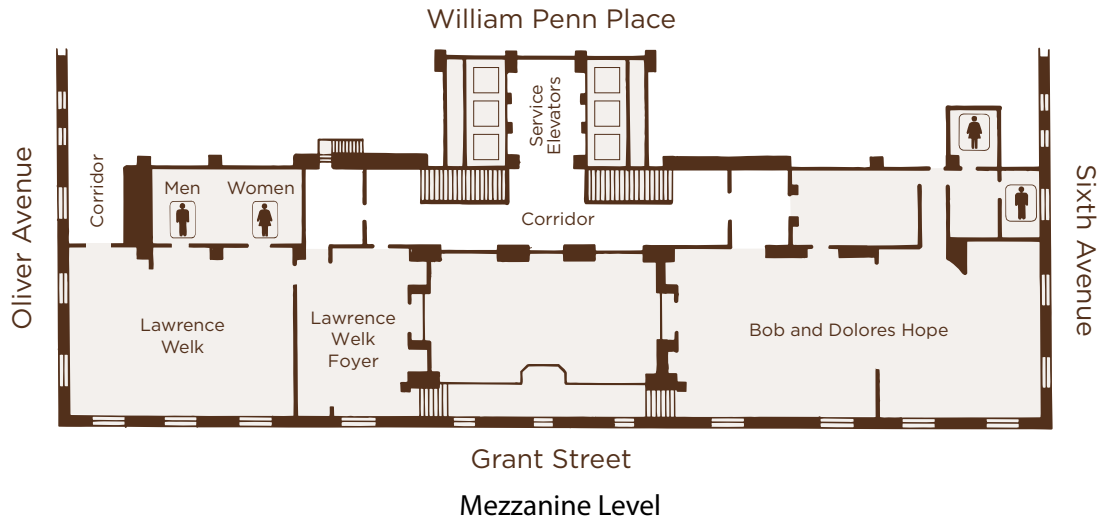 William Penn Place
Oliver Avenue
Corridor
Men
Women
Service
Elevators
Corridor
Sixth Avenue
Lawrence
Welk
Lawrence
Welk
Foyer
Bob and Dolores Hope
Grant Street
Mezzanine Level